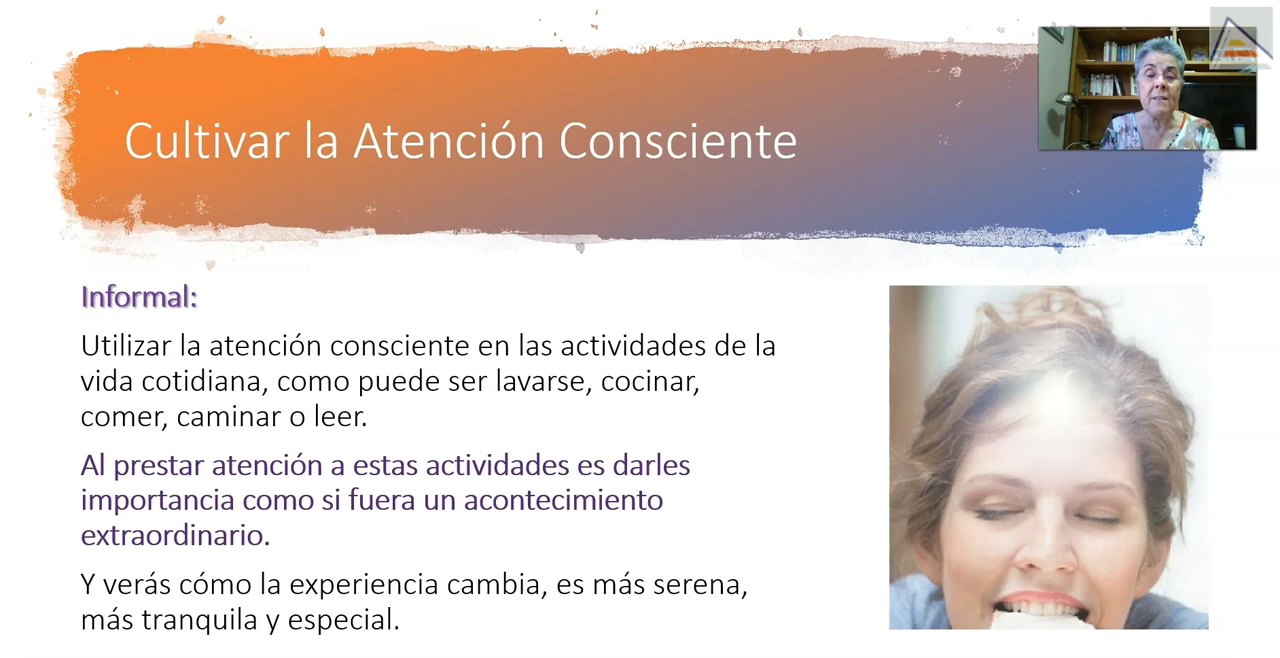 Cultivar la Atención Consciente
Informal:
Utilizar la atención consciente en las actividades de la
vida cotidiana, como puede ser lavarse, cocinar,
comer, caminar o leer.
Al prestar atención a estas actividades es darles
importancia como si fuera un acontecimiento
extraordinario.
Y verás cómo la experiencia cambia, es más serena,
más tranquila y especial.